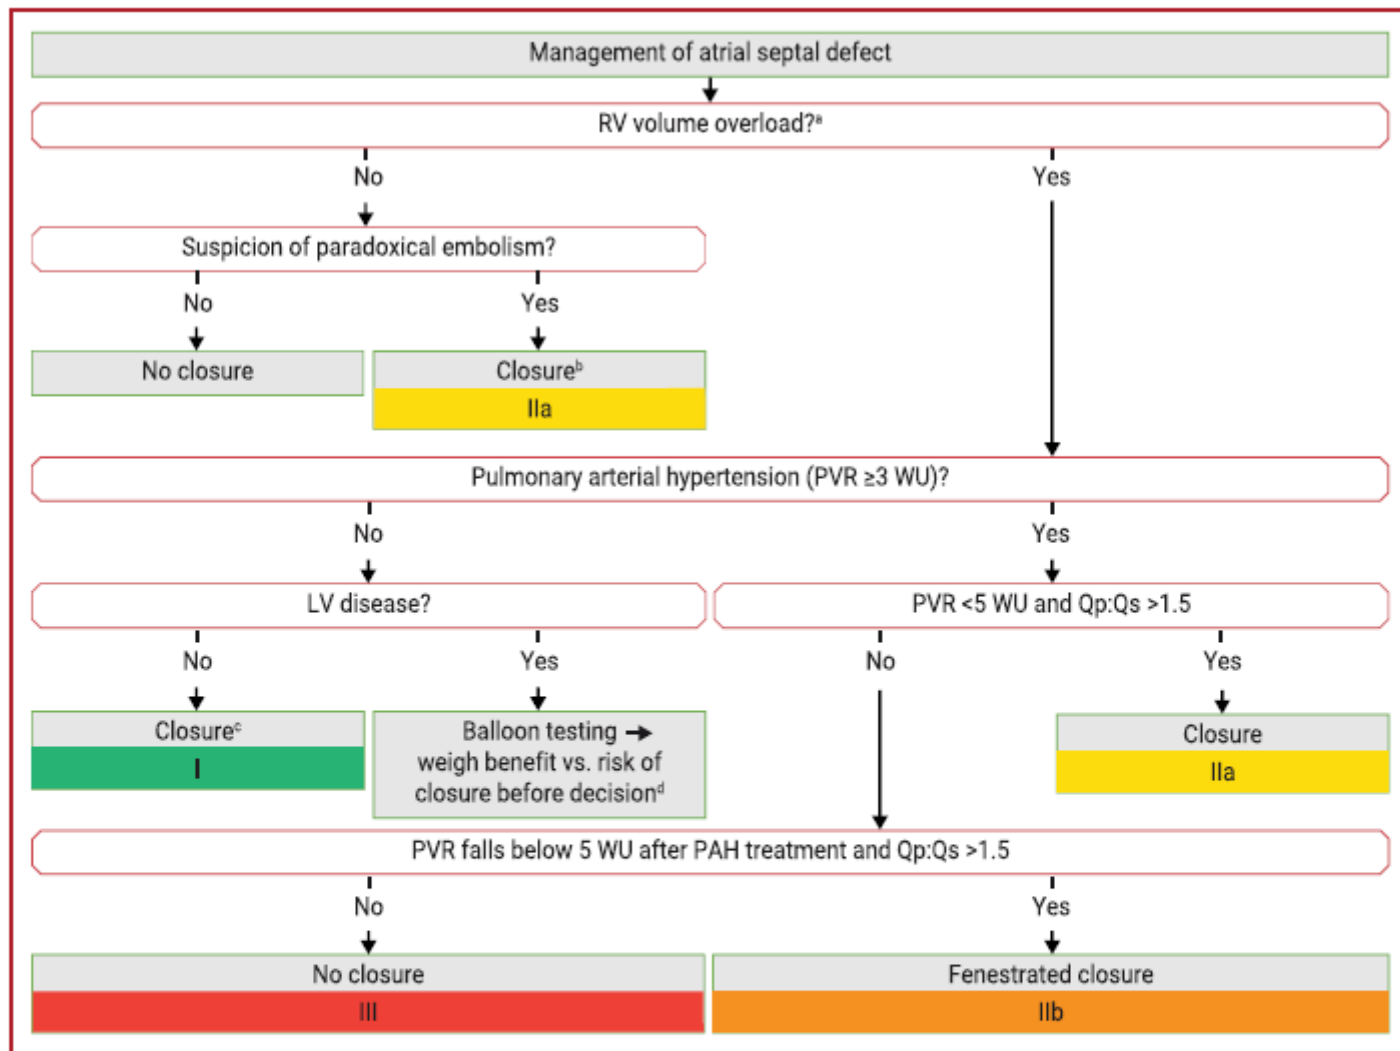 Management of atrial septal defect
RV volume overload?ᵃ
No
Yes
Suspicion of paradoxical embolism?
No
Yes
No closure
Closureᵇ
IIa
Pulmonary arterial hypertension (PVR ≥3 WU)?
No
Yes
LV disease?
PVR <5 WU and Qp:Qs >1.5
No
Yes
No
Yes
Closureᶜ
I
Balloon testing →
weigh benefit vs. risk of
closure before decisionᵈ
Closure
IIa
PVR falls below 5 WU after PAH treatment and Qp:Qs >1.5
No
Yes
No closure
III
Fenestrated closure
IIb